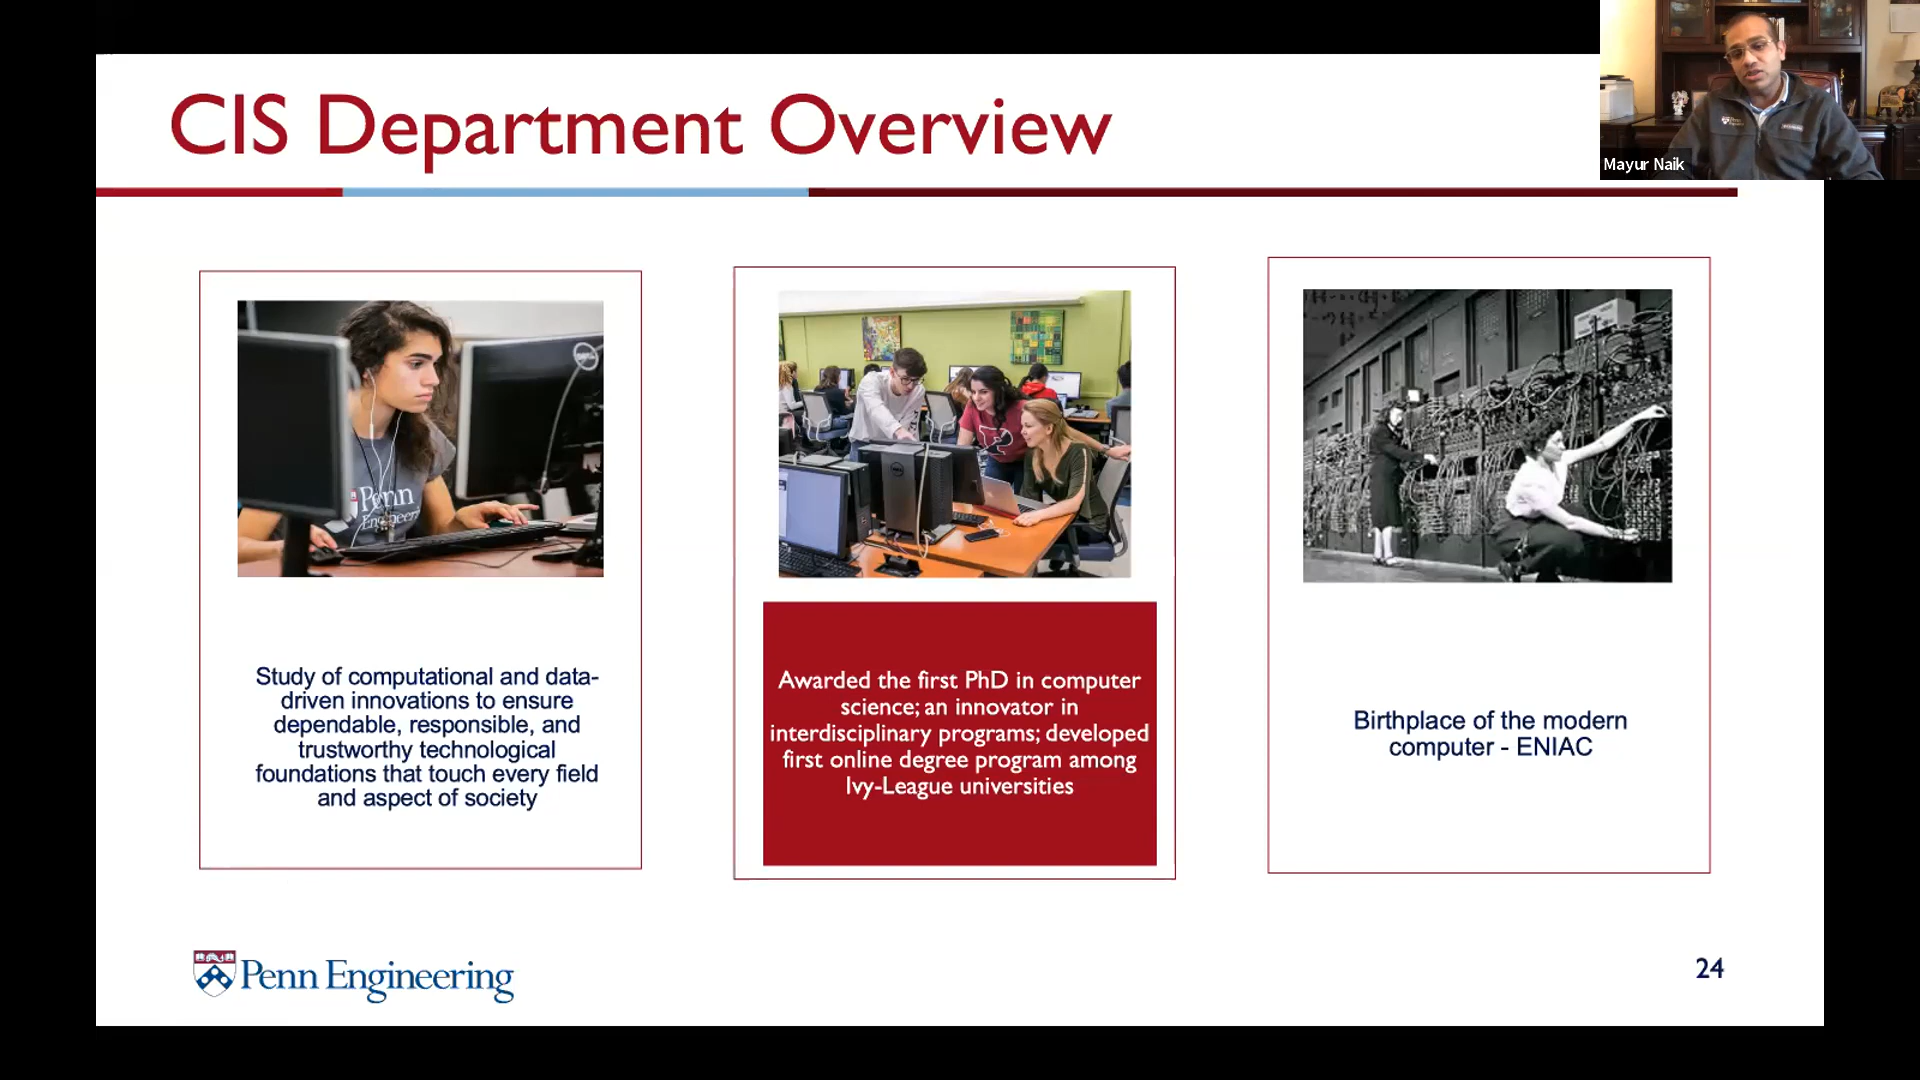 CIS Department Overview
Mayur Naik
Penn
Engineeri
Study of computational and data-
driven innovations to ensure
dependable, responsible, and
trustworthy technological
foundations that touch every field
and aspect of society
Awarded the first PhD in computer
science; an innovator in
interdisciplinary programs; developed
first online degree program among
Ivy-League universities
Birthplace of the modern
computer - ENIAC
Penn Engineering
24